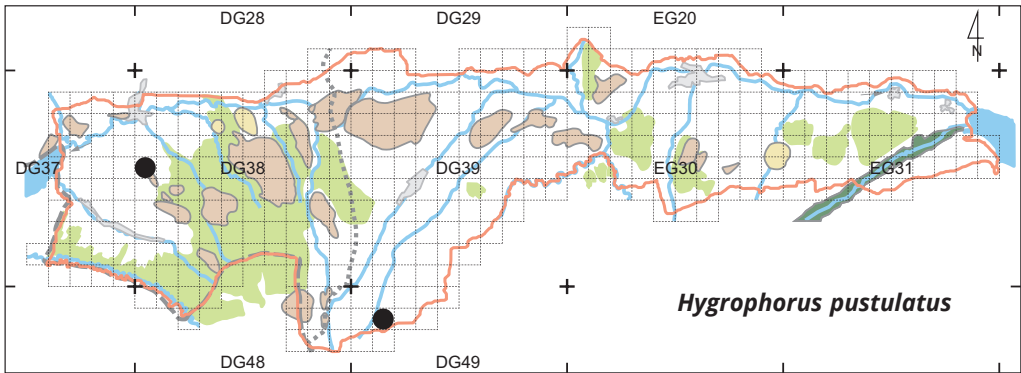 DG28 DG29 EG20
N
DG37 DG38 DG39 EG30 EG31
Hygrophorus pustulatus
DG48 DG49